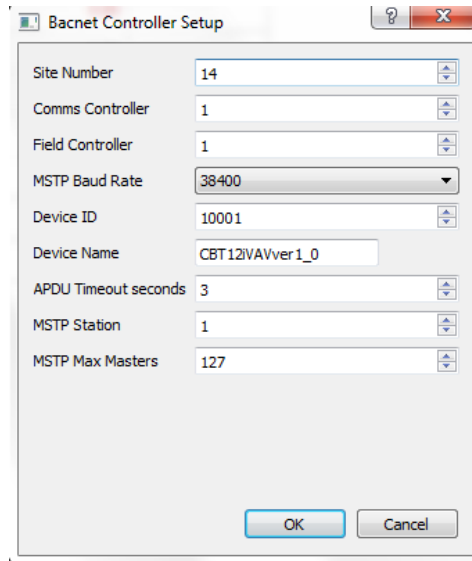 Bacnet Controller Setup
Site Number 14
Comms Controller 1
Field Controller 1
MSTP Baud Rate 38400
Device ID 10001
Device Name CBT12iVAVver1_0
APDU Timeout seconds 3
MSTP Station 1
MSTP Max Masters 127
OK Cancel